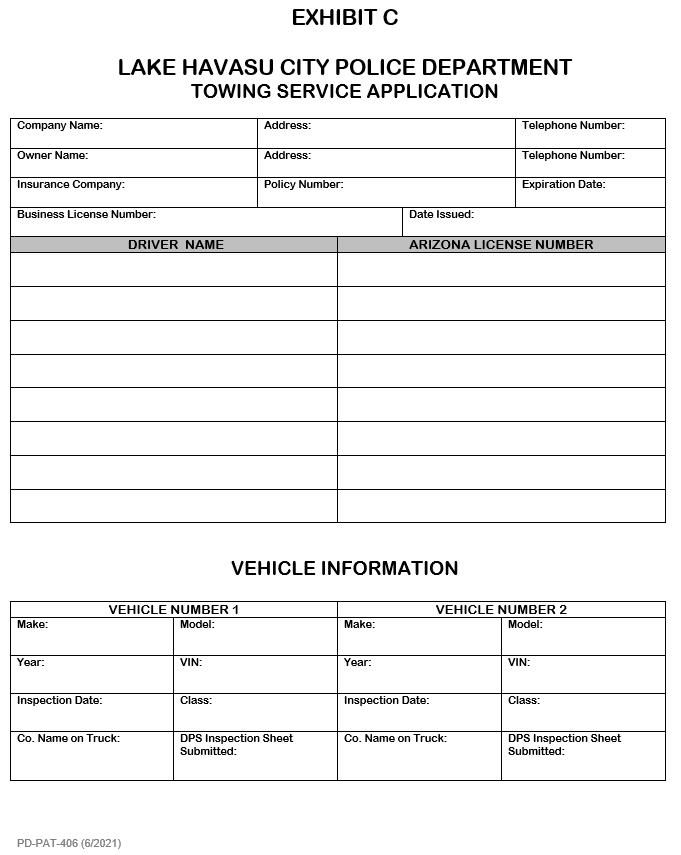 EXHIBIT C
LAKE HAVASU CITY POLICE DEPARTMENT
TOWING SERVICE APPLICATION
Company Name: Address: Telephone Number:
Owner Name: Address: Telephone Number:
Insurance Company: Policy Number: Expiration Date:
Business License Number: Date Issued:
DRIVER NAME ARIZONA LICENSE NUMBER
VEHICLE INFORMATION
VEHICLE NUMBER 1 VEHICLE NUMBER 2
Make: Model: Make: Model:
Year: VIN: Year: VIN:
Inspection Date: Class: Inspection Date: Class:
Co. Name on Truck: DPS Inspection Sheet Co. Name on Truck: DPS Inspection Sheet
Submitted: Submitted:
PD-PAT-406 (6/2021)